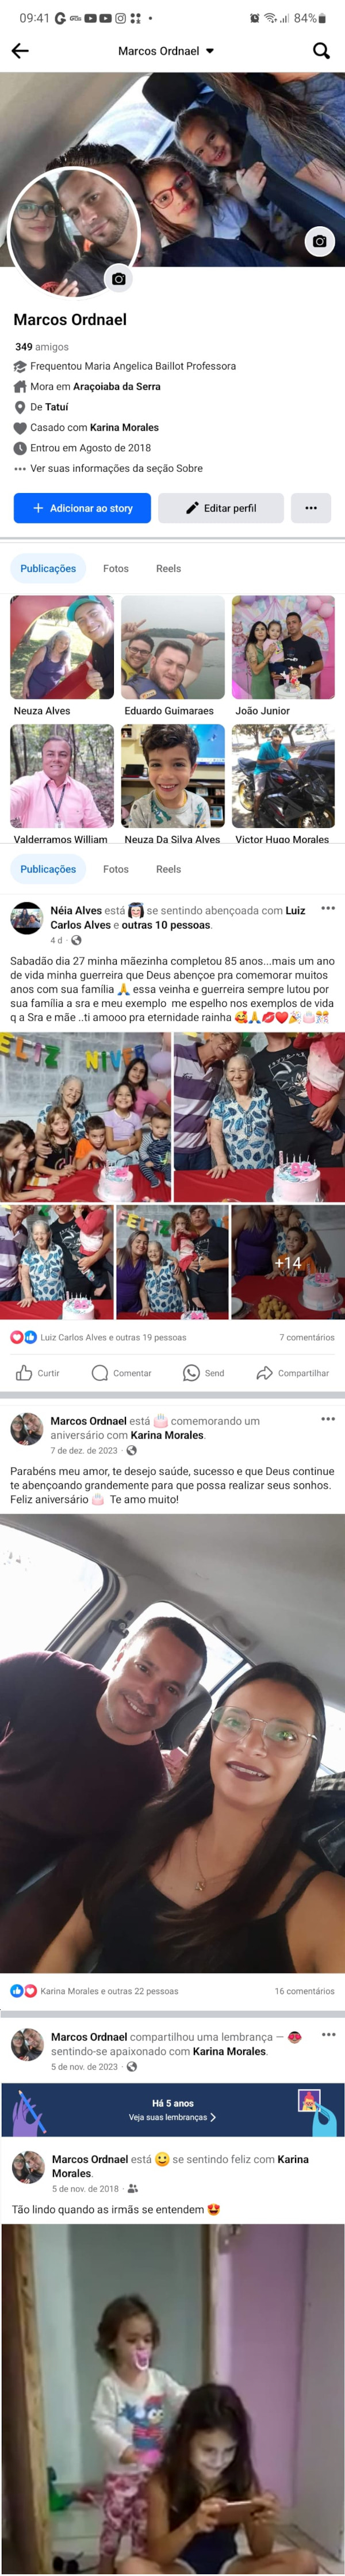 09:41
84%
Marcos Ordnael
Marcos Ordnael
349 amigos
Frequentou Maria Angelica Baillot Professora
Mora em Araçoiaba da Serra
De Tatuí
Casado com Karina Morales
Entrou em Agosto de 2018
Ver suas informações da seção Sobre
Adicionar ao story
Editar perfil
Publicações Fotos Reels
Neuza Alves Eduardo Guimaraes João Junior
Valderramos William Neuza Da Silva Alves Victor Hugo Morales
Publicações Fotos Reels
Néia Alves está 👩‍🎓 se sentindo abençoada com Luiz
Carlos Alves e outras 10 pessoas.
4 d ·
Sabadão dia 27 minha mãezinha completou 85 anos...mais um ano
de vida minha guerreira que Deus abençoe pra comemorar muitos
anos com sua família 🙏 essa veinha e guerreira sempre lutou por
sua família a sra e meu exemplo me espelho nos exemplos de vida
q a Sra e mãe ..ti amooo pra eternidade rainha 🥰🙏💋❤️🎉🎂🎊
ELIZ NIVER
FELIZ
+14
Luiz Carlos Alves e outras 19 pessoas 7 comentários
Curtir Comentar Send Compartilhar
Marcos Ordnael está 🎂 comemorando um
aniversário com Karina Morales.
7 de dez. de 2023 ·
Parabéns meu amor, te desejo saúde, sucesso e que Deus continue
te abençoando grandemente para que possa realizar seus sonhos.
Feliz aniversário 🎂 Te amo muito!
Karina Morales e outras 22 pessoas 16 comentários
Marcos Ordnael compartilhou uma lembrança —
sentindo-se apaixonado com Karina Morales.
5 de nov. de 2023 ·
Há 5 anos
Veja suas lembranças
Marcos Ordnael está 🙂 se sentindo feliz com Karina
Morales.
5 de nov. de 2018 ·
Tão lindo quando as irmãs se entendem 😍